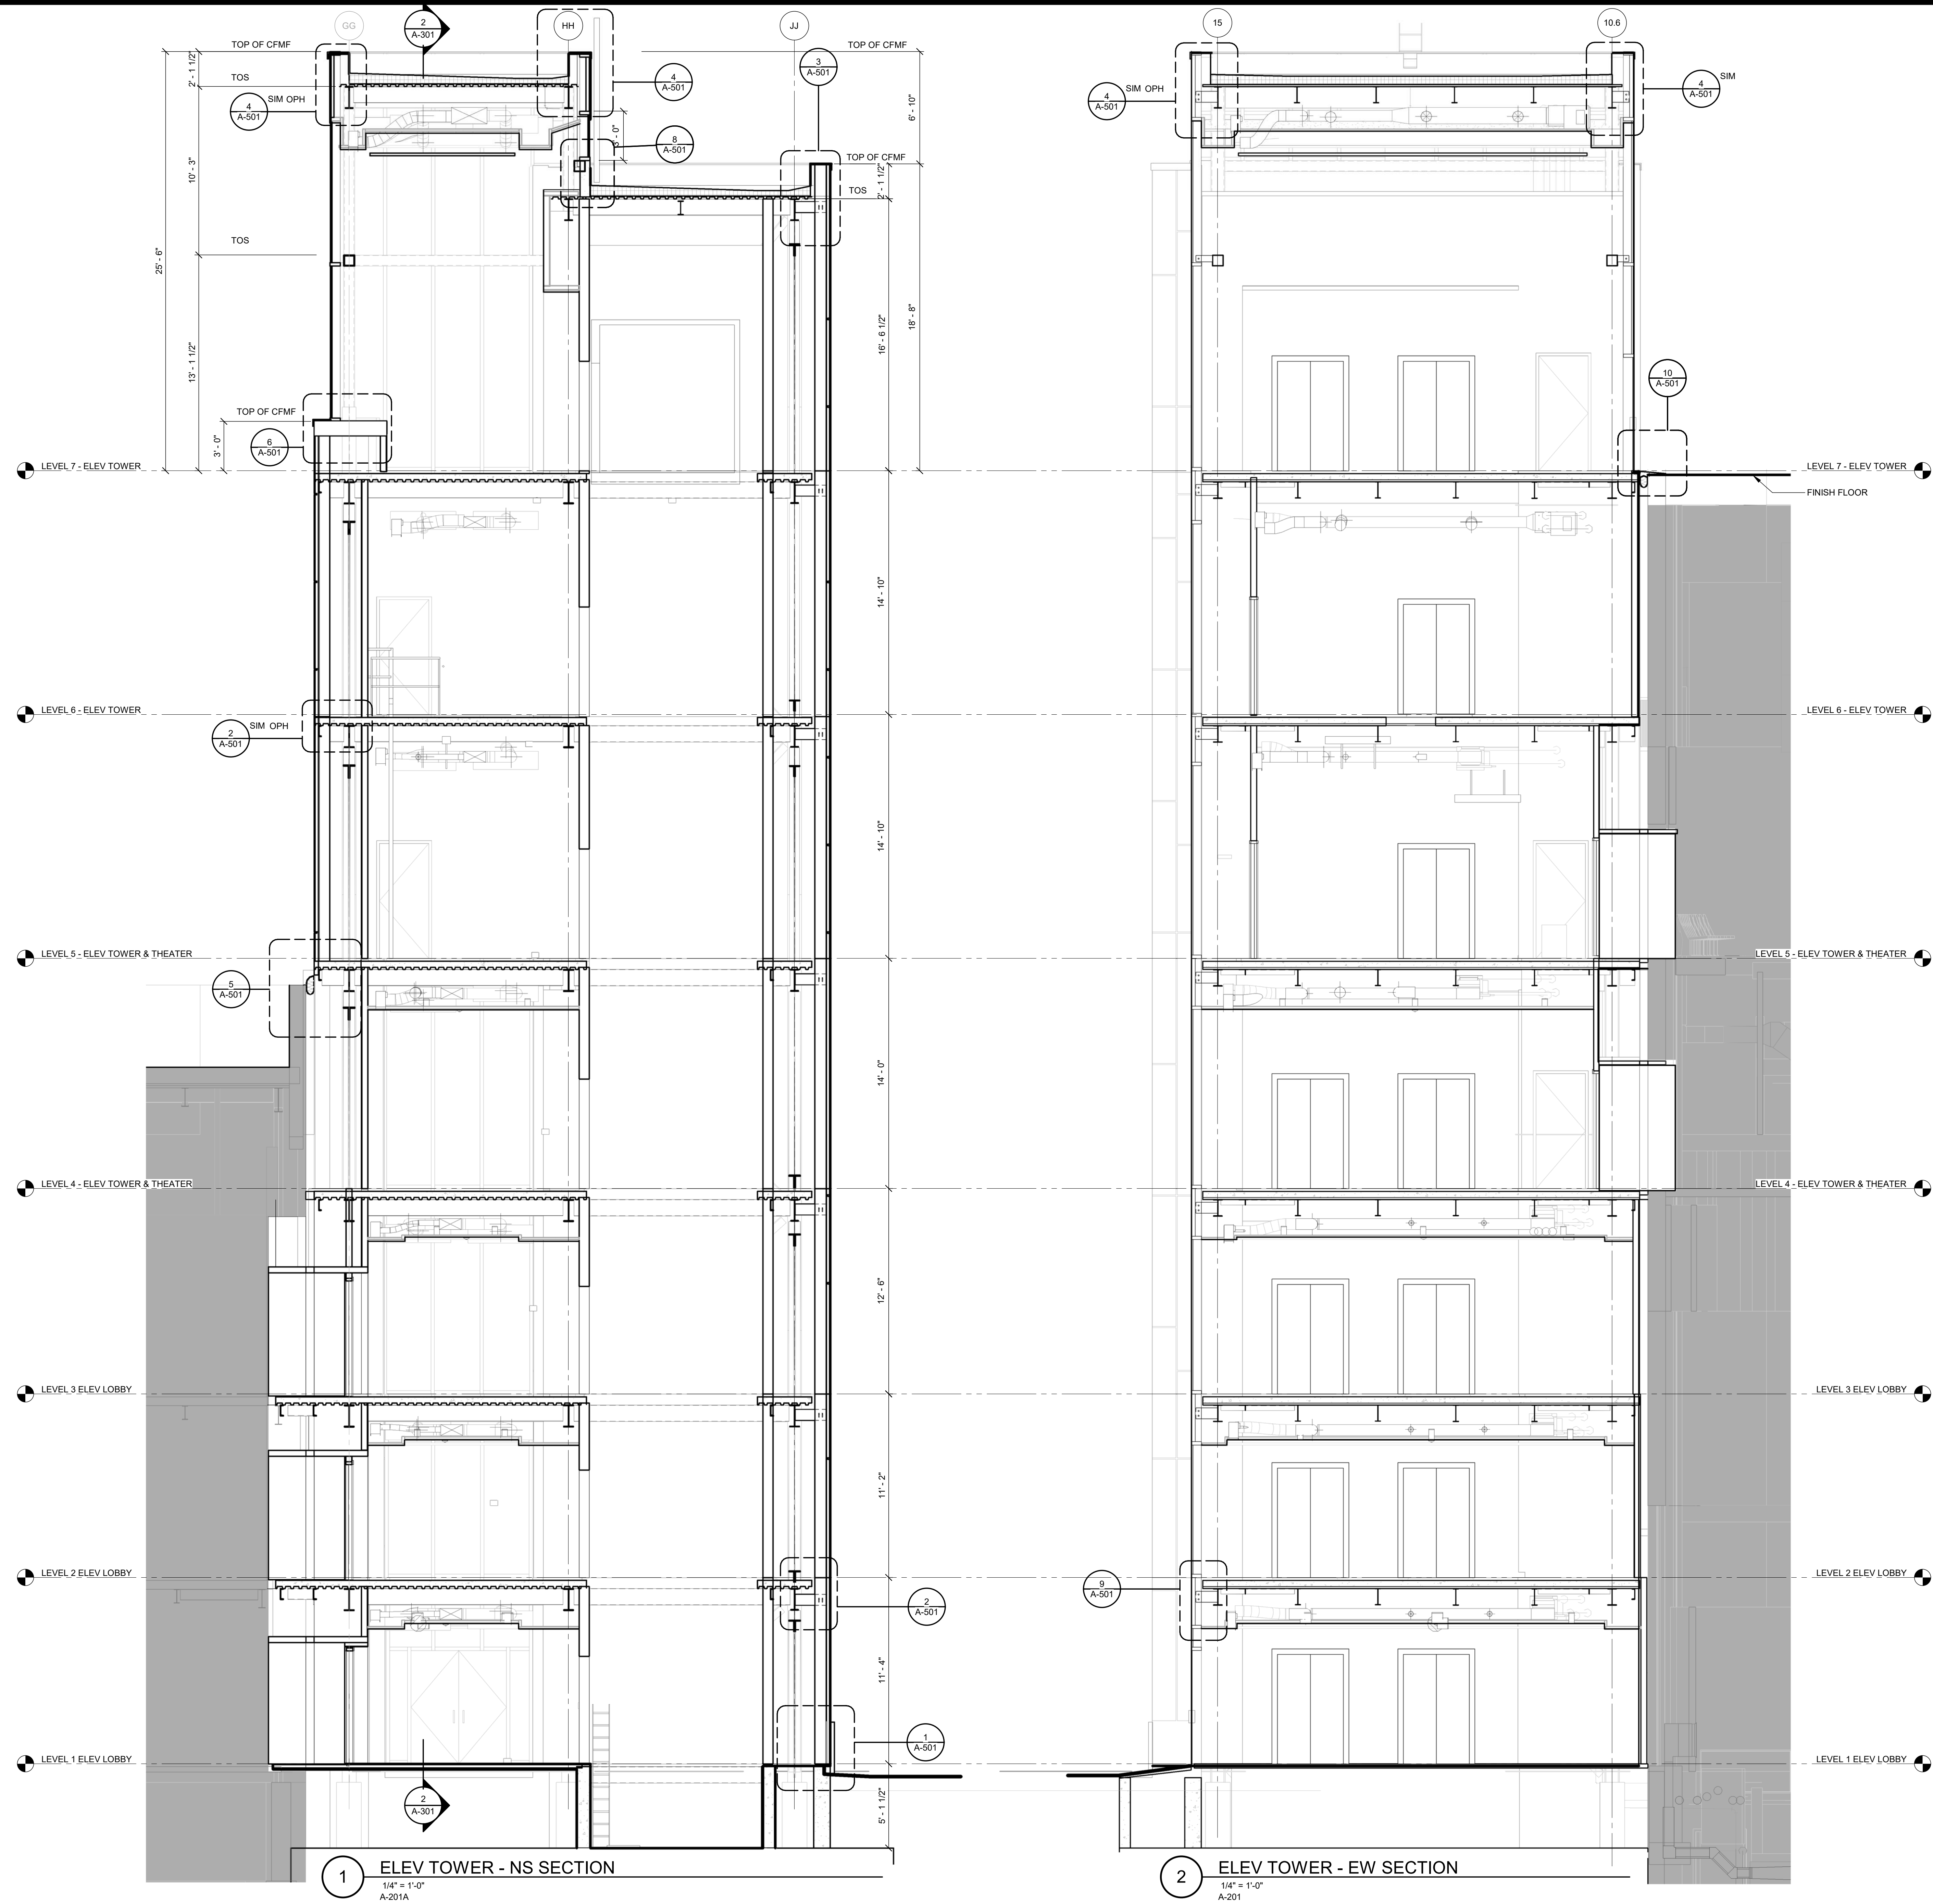 GG
2
A-301
HH
JJ
15
10.6
TOP OF CFMF
TOP OF CFMF
2' - 1 1/2"
TOS
3
A-501
4
A-501
SIM
4
A-501
SIM OPH
4
A-501
4
A-501
SIM OPH
6' - 10"
3' - 0"
8
A-501
TOP OF CFMF
2' - 1 1/2"
TOS
10' - 3"
TOS
25' - 6"
16' - 6 1/2"
18' - 8"
13' - 1 1/2"
10
A-501
TOP OF CFMF
3' - 0"
6
A-501
LEVEL 7 - ELEV TOWER
LEVEL 7 - ELEV TOWER
FINISH FLOOR
14' - 10"
LEVEL 6 - ELEV TOWER
LEVEL 6 - ELEV TOWER
2
A-501
SIM OPH
14' - 10"
LEVEL 5 - ELEV TOWER & THEATER
LEVEL 5 - ELEV TOWER & THEATER
5
A-501
14' - 0"
LEVEL 4 - ELEV TOWER & THEATER
LEVEL 4 - ELEV TOWER & THEATER
12' - 6"
LEVEL 3 ELEV LOBBY
LEVEL 3 ELEV LOBBY
11' - 2"
LEVEL 2 ELEV LOBBY
LEVEL 2 ELEV LOBBY
9
A-501
2
A-501
11' - 4"
1
A-501
LEVEL 1 ELEV LOBBY
LEVEL 1 ELEV LOBBY
2
A-301
5' - 1 1/2"
1
ELEV TOWER - NS SECTION
1/4" = 1'-0"
A-201A
2
ELEV TOWER - EW SECTION
1/4" = 1'-0"
A-201